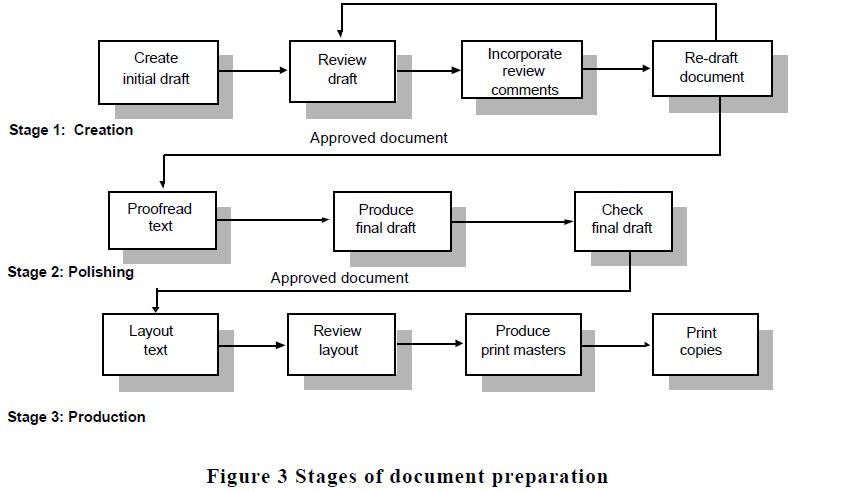 Create
initial draft
Review
draft
Incorporate
review
comments
Re-draft
document
Stage 1:  Creation
Approved document
Proofread
text
Produce
final draft
Check
final draft
Stage 2: Polishing
Approved document
Layout
text
Review
layout
Produce
print masters
Print
copies
Stage 3: Production
Figure 3 Stages of document preparation